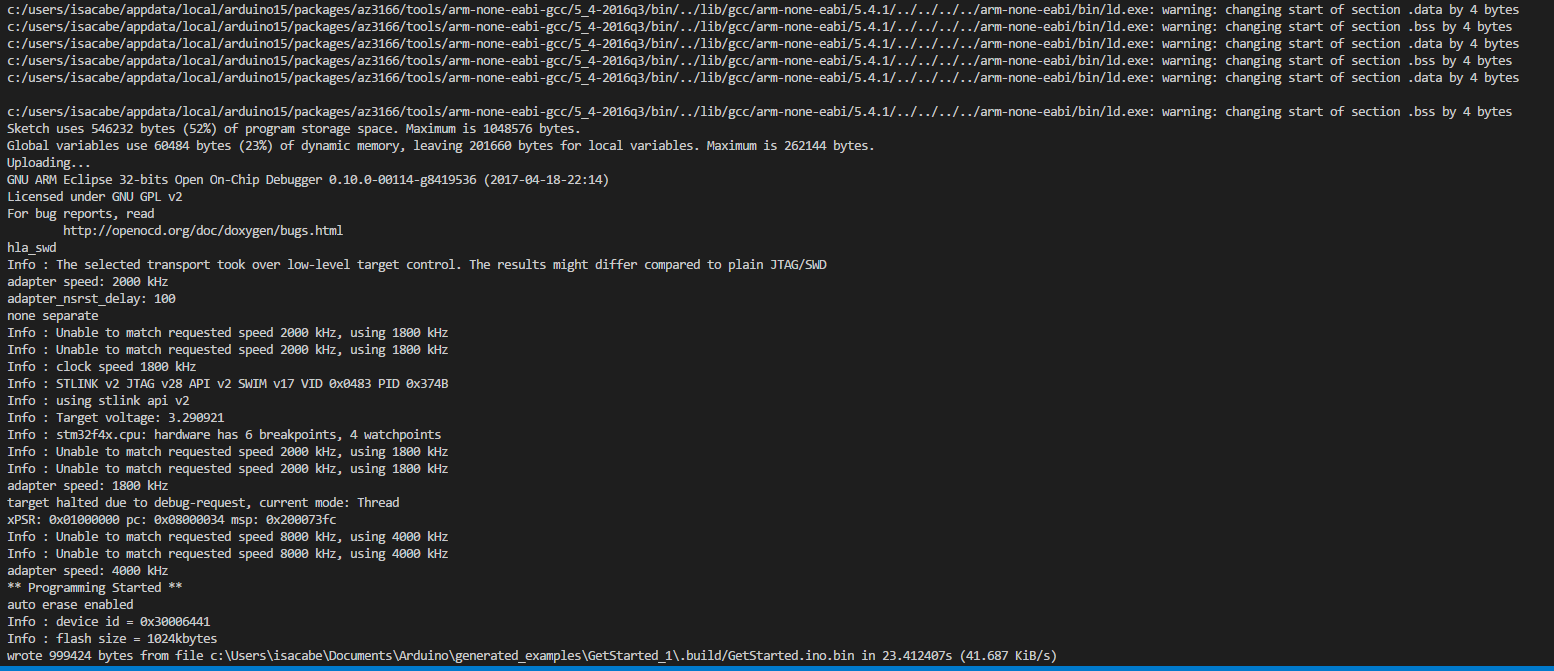 c:/users/isacabe/appdata/local/arduino15/packages/az3166/tools/arm-none-eabi-gcc/5_4-2016q3/bin/../lib/gcc/arm-none-eabi/5.4.1/../../../../arm-none-eabi/bin/ld.exe: warning: changing start of section .data by 4 bytes
c:/users/isacabe/appdata/local/arduino15/packages/az3166/tools/arm-none-eabi-gcc/5_4-2016q3/bin/../lib/gcc/arm-none-eabi/5.4.1/../../../../arm-none-eabi/bin/ld.exe: warning: changing start of section .bss by 4 bytes
c:/users/isacabe/appdata/local/arduino15/packages/az3166/tools/arm-none-eabi-gcc/5_4-2016q3/bin/../lib/gcc/arm-none-eabi/5.4.1/../../../../arm-none-eabi/bin/ld.exe: warning: changing start of section .data by 4 bytes
c:/users/isacabe/appdata/local/arduino15/packages/az3166/tools/arm-none-eabi-gcc/5_4-2016q3/bin/../lib/gcc/arm-none-eabi/5.4.1/../../../../arm-none-eabi/bin/ld.exe: warning: changing start of section .bss by 4 bytes
c:/users/isacabe/appdata/local/arduino15/packages/az3166/tools/arm-none-eabi-gcc/5_4-2016q3/bin/../lib/gcc/arm-none-eabi/5.4.1/../../../../arm-none-eabi/bin/ld.exe: warning: changing start of section .data by 4 bytes
c:/users/isacabe/appdata/local/arduino15/packages/az3166/tools/arm-none-eabi-gcc/5_4-2016q3/bin/../lib/gcc/arm-none-eabi/5.4.1/../../../../arm-none-eabi/bin/ld.exe: warning: changing start of section .bss by 4 bytes
Sketch uses 546232 bytes (52%) of program storage space. Maximum is 1048576 bytes.
Global variables use 60484 bytes (23%) of dynamic memory, leaving 201660 bytes for local variables. Maximum is 262144 bytes.
Uploading...
GNU ARM Eclipse 32-bits Open On-Chip Debugger 0.10.0-00114-g8419536 (2017-04-18-22:14)
Licensed under GNU GPL v2
For bug reports, read
http://openocd.org/doc/doxygen/bugs.html
hla_swd
Info : The selected transport took over low-level target control. The results might differ compared to plain JTAG/SWD
adapter speed: 2000 kHz
adapter_nsrst_delay: 100
none separate
Info : Unable to match requested speed 2000 kHz, using 1800 kHz
Info : Unable to match requested speed 2000 kHz, using 1800 kHz
Info : clock speed 1800 kHz
Info : STLINK v2 JTAG v28 API v2 SWIM v17 VID 0x0483 PID 0x374B
Info : using stlink api v2
Info : Target voltage: 3.290921
Info : stm32f4x.cpu: hardware has 6 breakpoints, 4 watchpoints
Info : Unable to match requested speed 2000 kHz, using 1800 kHz
Info : Unable to match requested speed 2000 kHz, using 1800 kHz
adapter speed: 1800 kHz
target halted due to debug-request, current mode: Thread
xPSR: 0x01000000 pc: 0x08000034 msp: 0x200073fc
Info : Unable to match requested speed 8000 kHz, using 4000 kHz
Info : Unable to match requested speed 8000 kHz, using 4000 kHz
adapter speed: 4000 kHz
** Programming Started **
auto erase enabled
Info : device id = 0x30006441
Info : flash size = 1024kbytes
wrote 999424 bytes from file c:\Users\isacabe\Documents\Arduino\generated_examples\GetStarted_1\.build/GetStarted.ino.bin in 23.412407s (41.687 KiB/s)